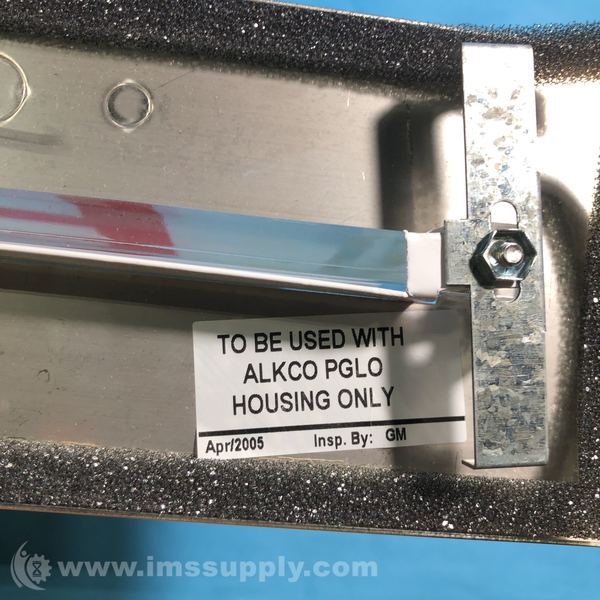 TO BE USED WITH
ALKCO PGLO
HOUSING ONLY
Apr/2005 Insp. By: GM
www.imssupply.com